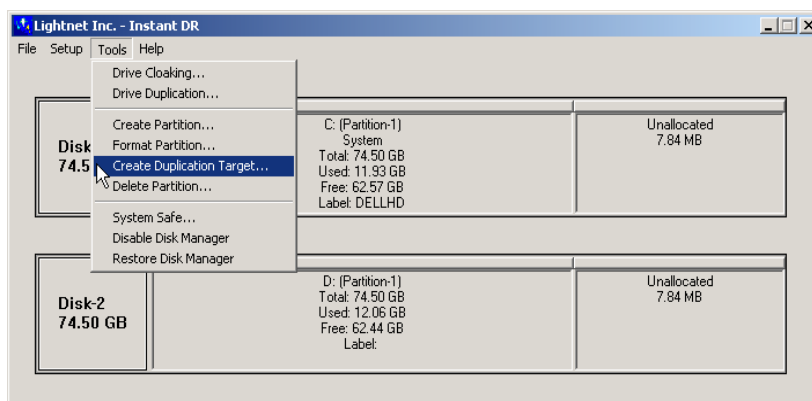 Lightnet Inc. - Instant DR
File Setup Tools Help
Drive Cloaking...
Drive Duplication...
Create Partition...
Format Partition...
Create Duplication Target...
Delete Partition...
System Safe...
Disable Disk Manager
Restore Disk Manager
Disk
74.5
C: (Partition-1)
System
Total: 74.50 GB
Used: 11.93 GB
Free: 62.57 GB
Label: DELLHD
Unallocated
7.84 MB
Disk-2
74.50 GB
D: (Partition-1)
Total: 74.50 GB
Used: 12.06 GB
Free: 62.44 GB
Label:
Unallocated
7.84 MB